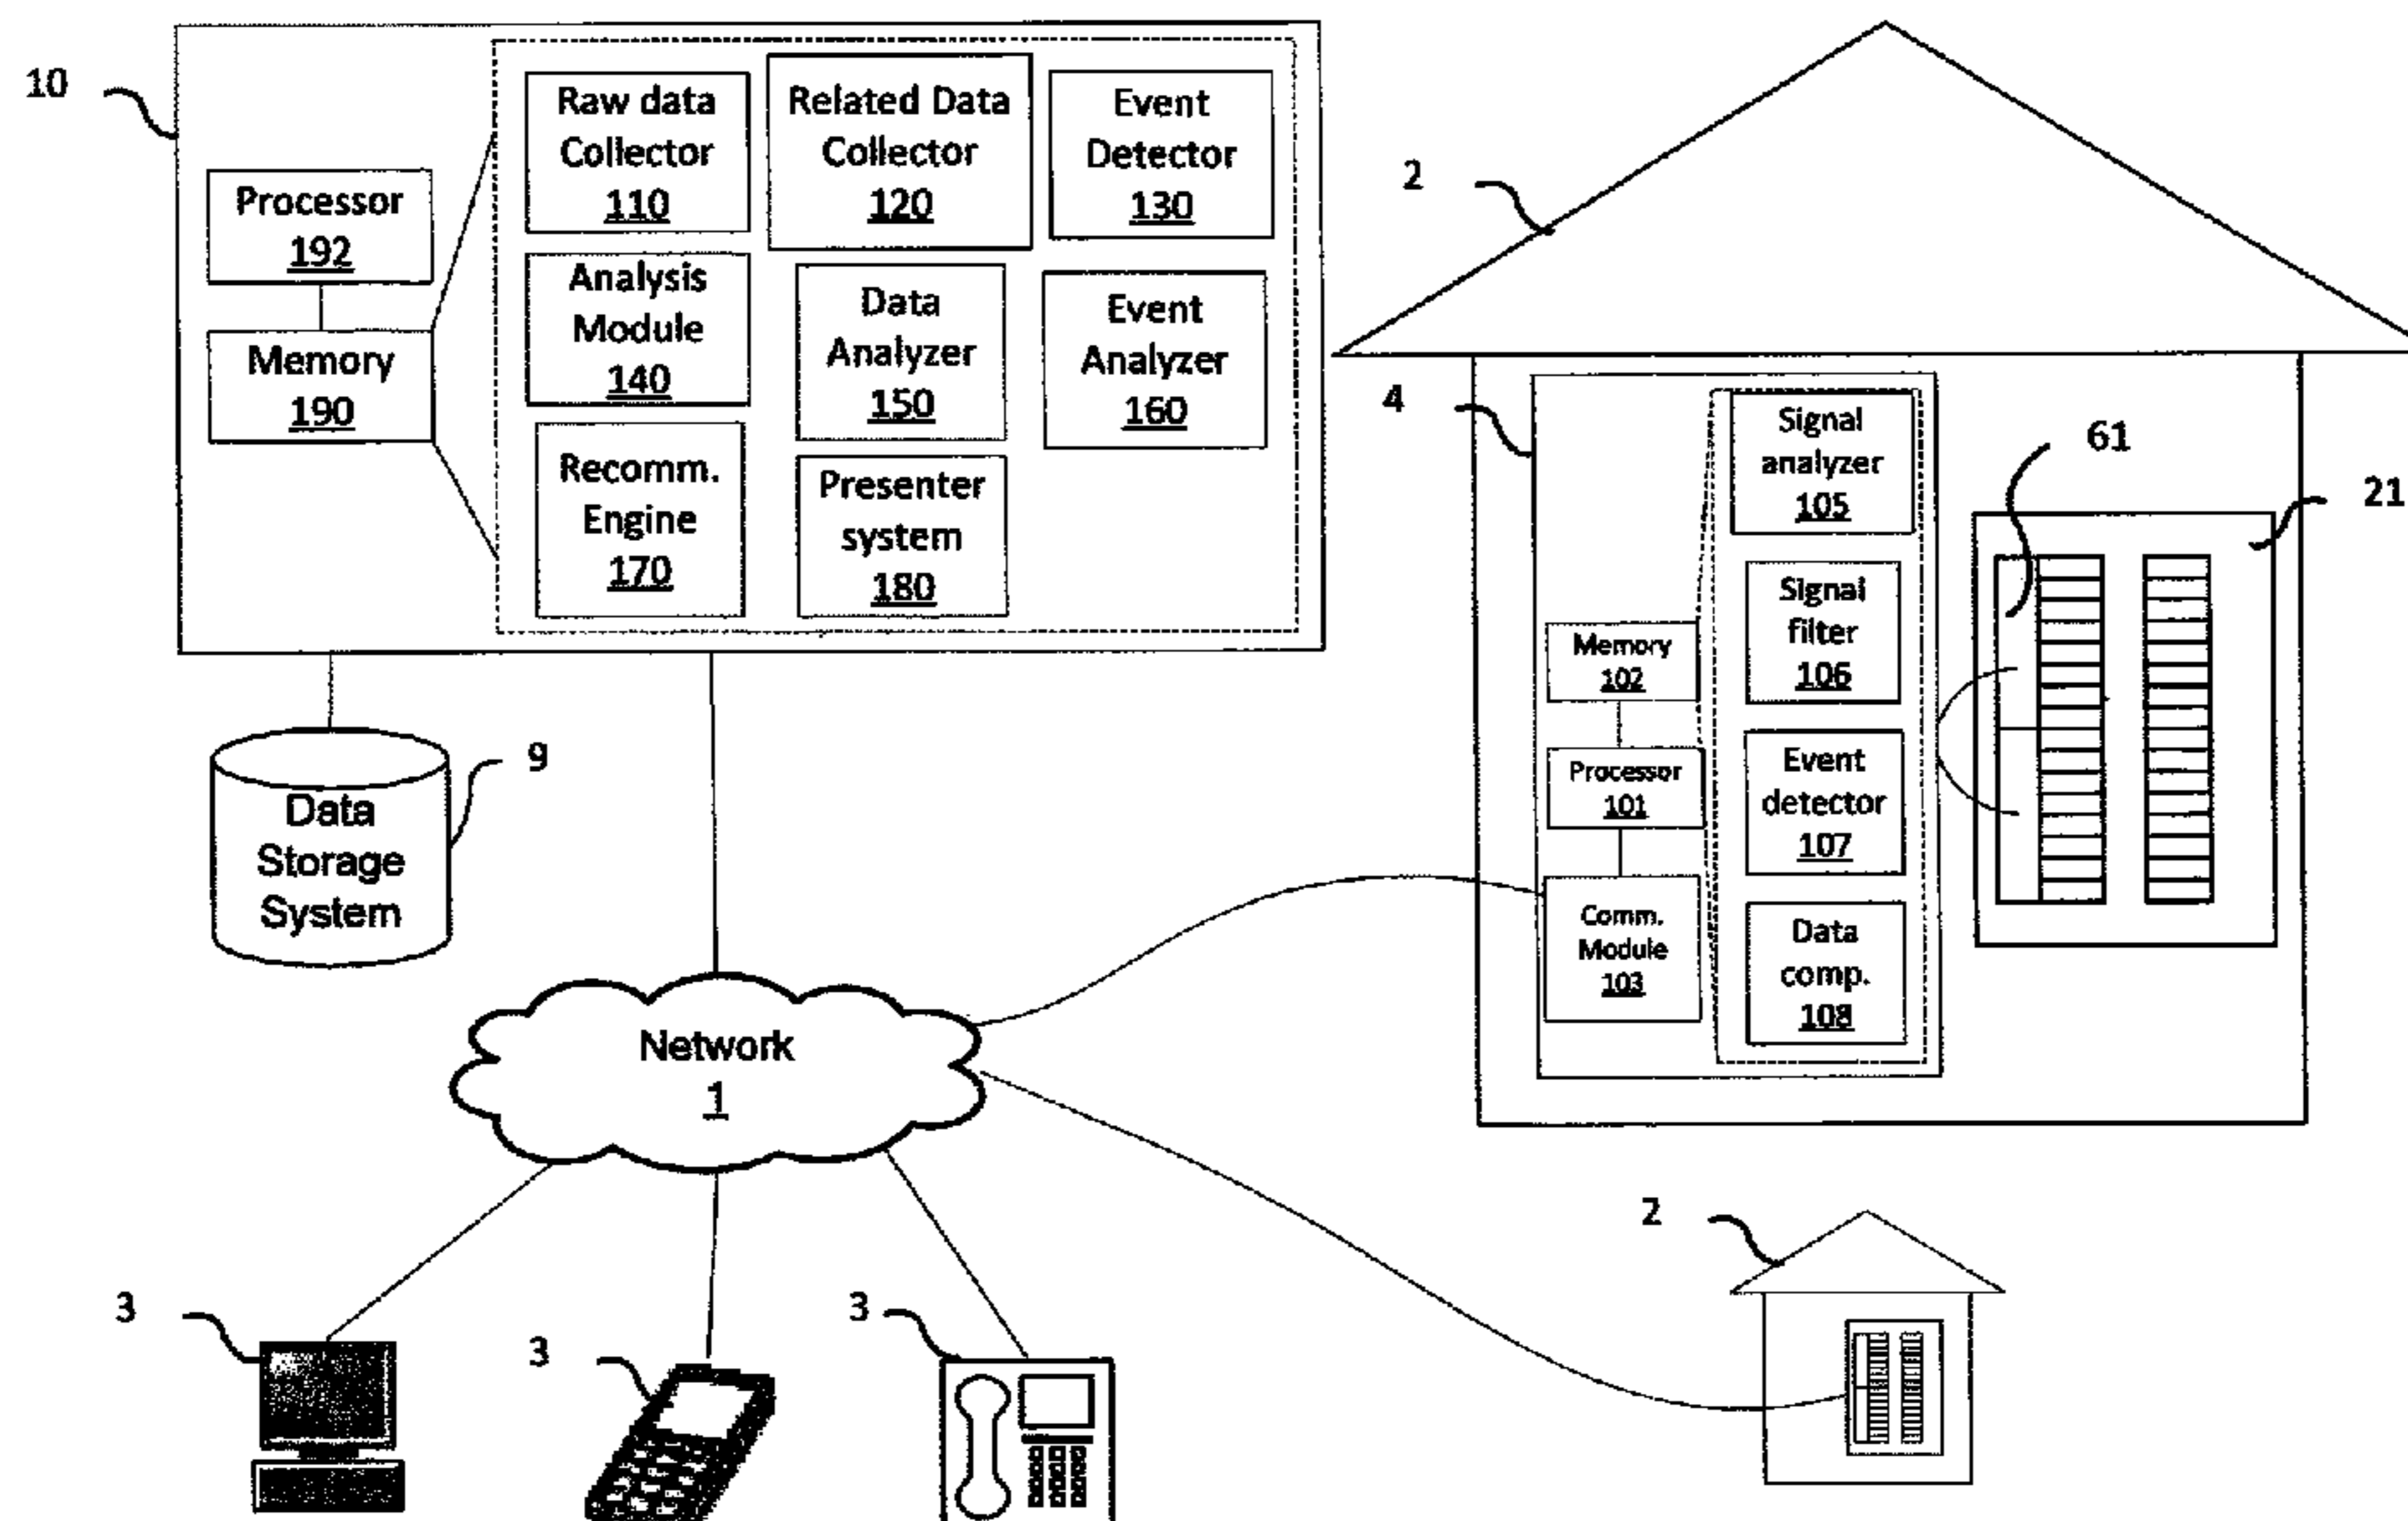 10
Raw data
Collector
110
Related Data
Collector
120
Event
Detector
130
Processor
192
Memory
190
Analysis
Module
140
Data
Analyzer
150
Event
Analyzer
160
Recomm.
Engine
170
Presenter
system
180
2
4
Signal
analyzer
105
61
21
Signal
filter
106
Memory
102
Processor
101
Event
detector
107
Comm.
Module
103
Data
comp.
108
9
Data
Storage
System
Network
1
2
3
3
3